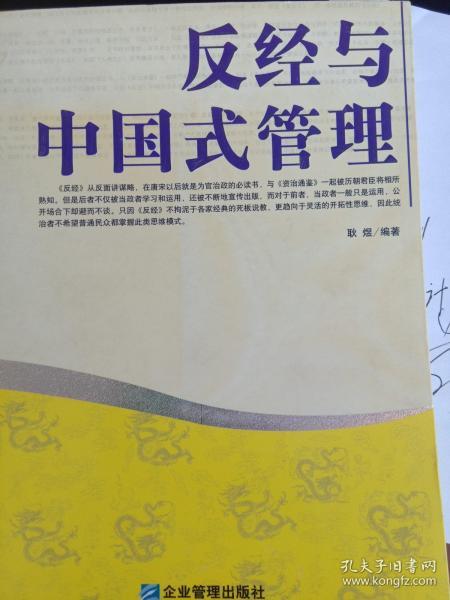 反经与
中国式管理
《反经》从反面讲谋略，在唐宋以后就是为官治政的必读书，与《资治通鉴》一起被历朝君臣将相所
熟知。但是后者不仅被当政者学习和运用，还被不断地宣传出版，而对于前者，当政者一般只是运用，公
开场合下却避而不谈。只因《反经》不拘泥于各家经典的死板说教，更趋向于灵活的开拓性思维，因此统
治者不希望普通民众都掌握此类思维模式。
耿 煜/编著
企业管理出版社
孔夫子旧书网
www.kongfz.com